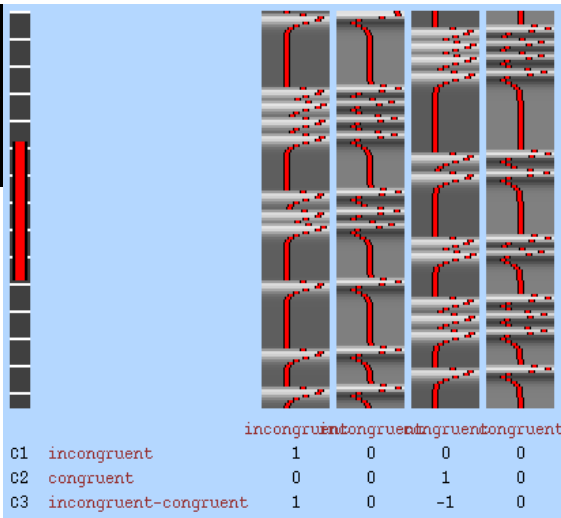 incongruent incongruent congruent congruent
C1 incongruent 1 0 0 0
C2 congruent 0 0 1 0
C3 incongruent-congruent 1 0 -1 0